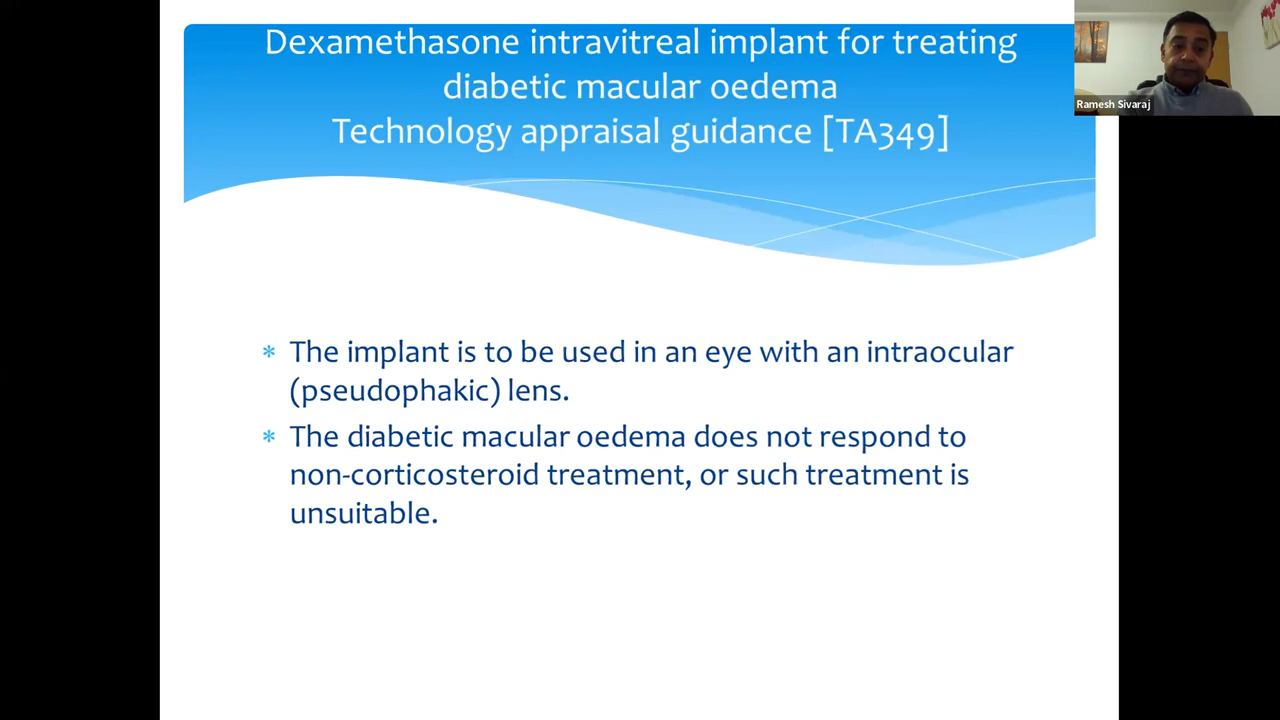 Dexamethasone intravitreal implant for treating
diabetic macular oedema
Technology appraisal guidance [TA349]
Ramesh Sivaraj
* The implant is to be used in an eye with an intraocular
(pseudophakic) lens.
* The diabetic macular oedema does not respond to
non-corticosteroid treatment, or such treatment is
unsuitable.